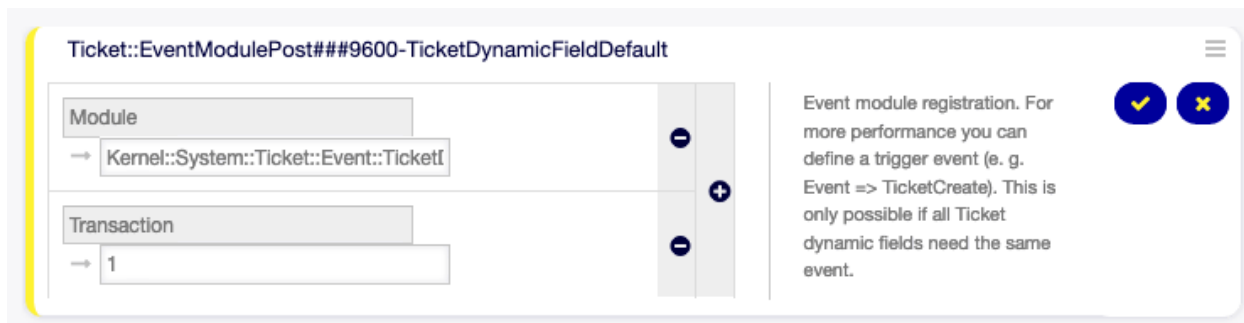 Ticket::EventModulePost###9600-TicketDynamicFieldDefault
Module
→ Kernel::System::Ticket::Event::Ticket
Transaction
→ 1
Event module registration. For
more performance you can
define a trigger event (e. g.
Event => TicketCreate). This is
only possible if all Ticket
dynamic fields need the same
event.